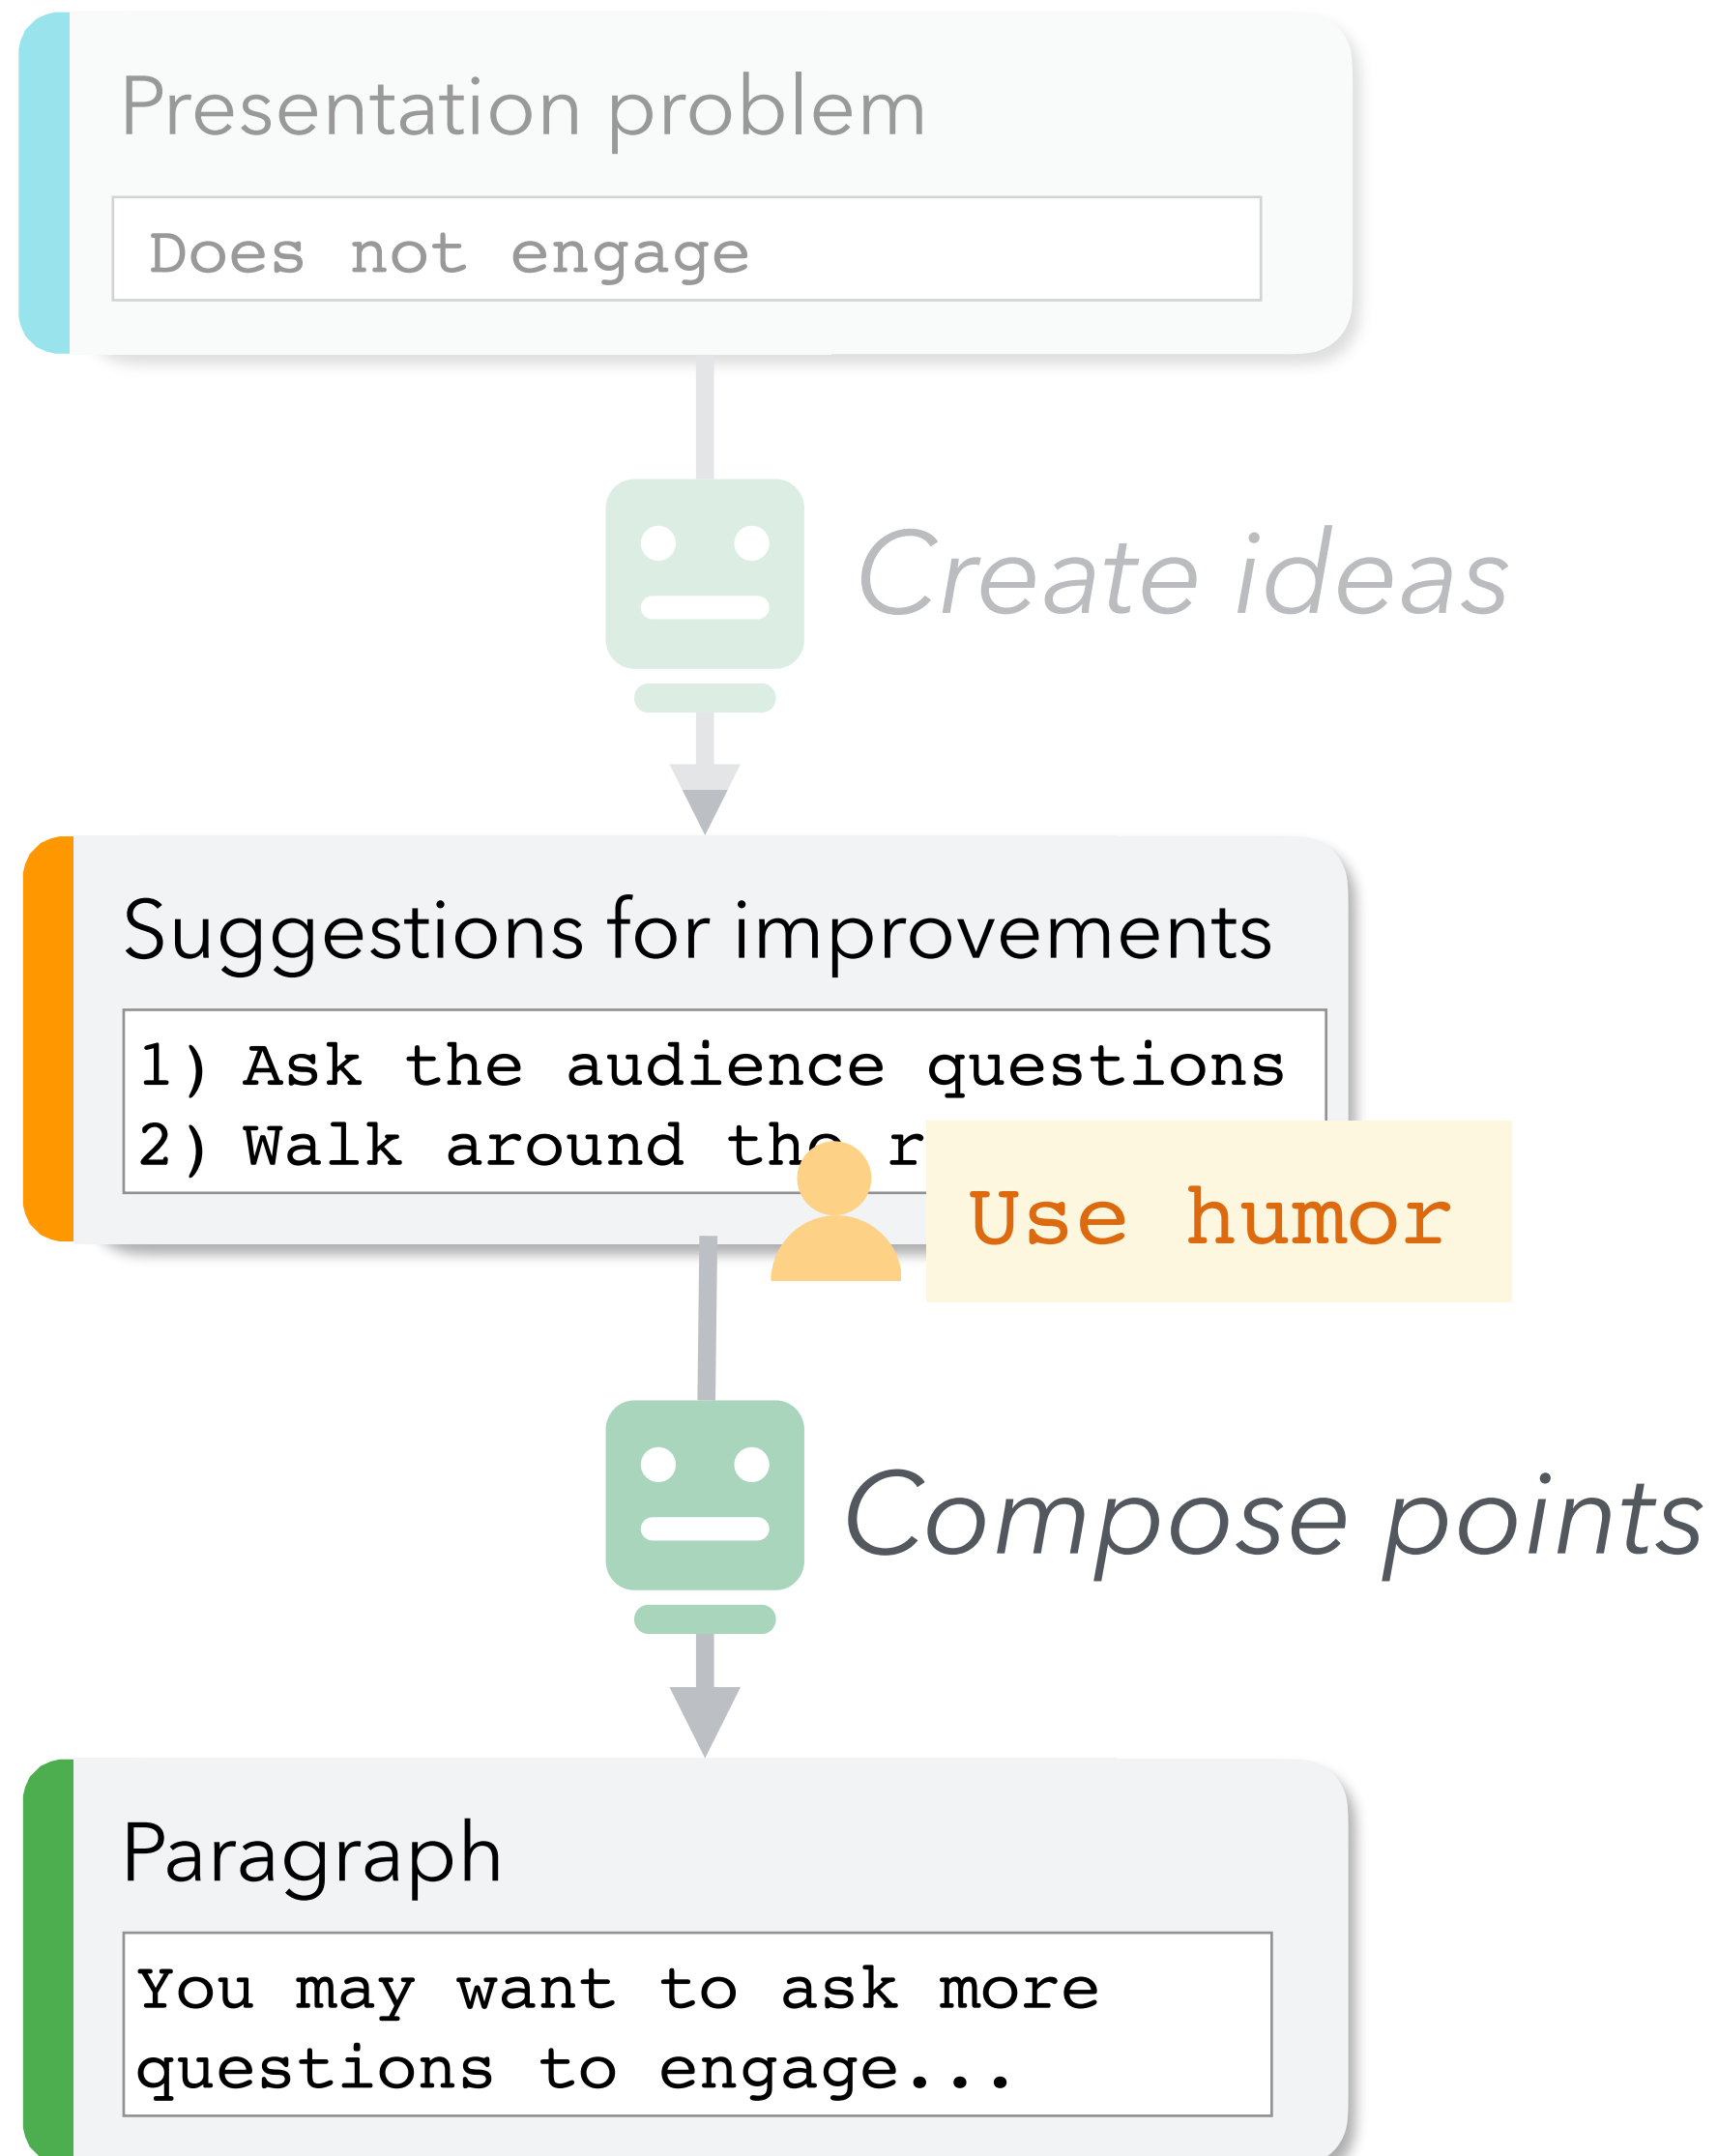 Presentation problem
Does not engage
Create ideas
Suggestions for improvements
1) Ask the audience questions
2) Walk around the
Use humor
Compose points
Paragraph
You may want to ask more
questions to engage...